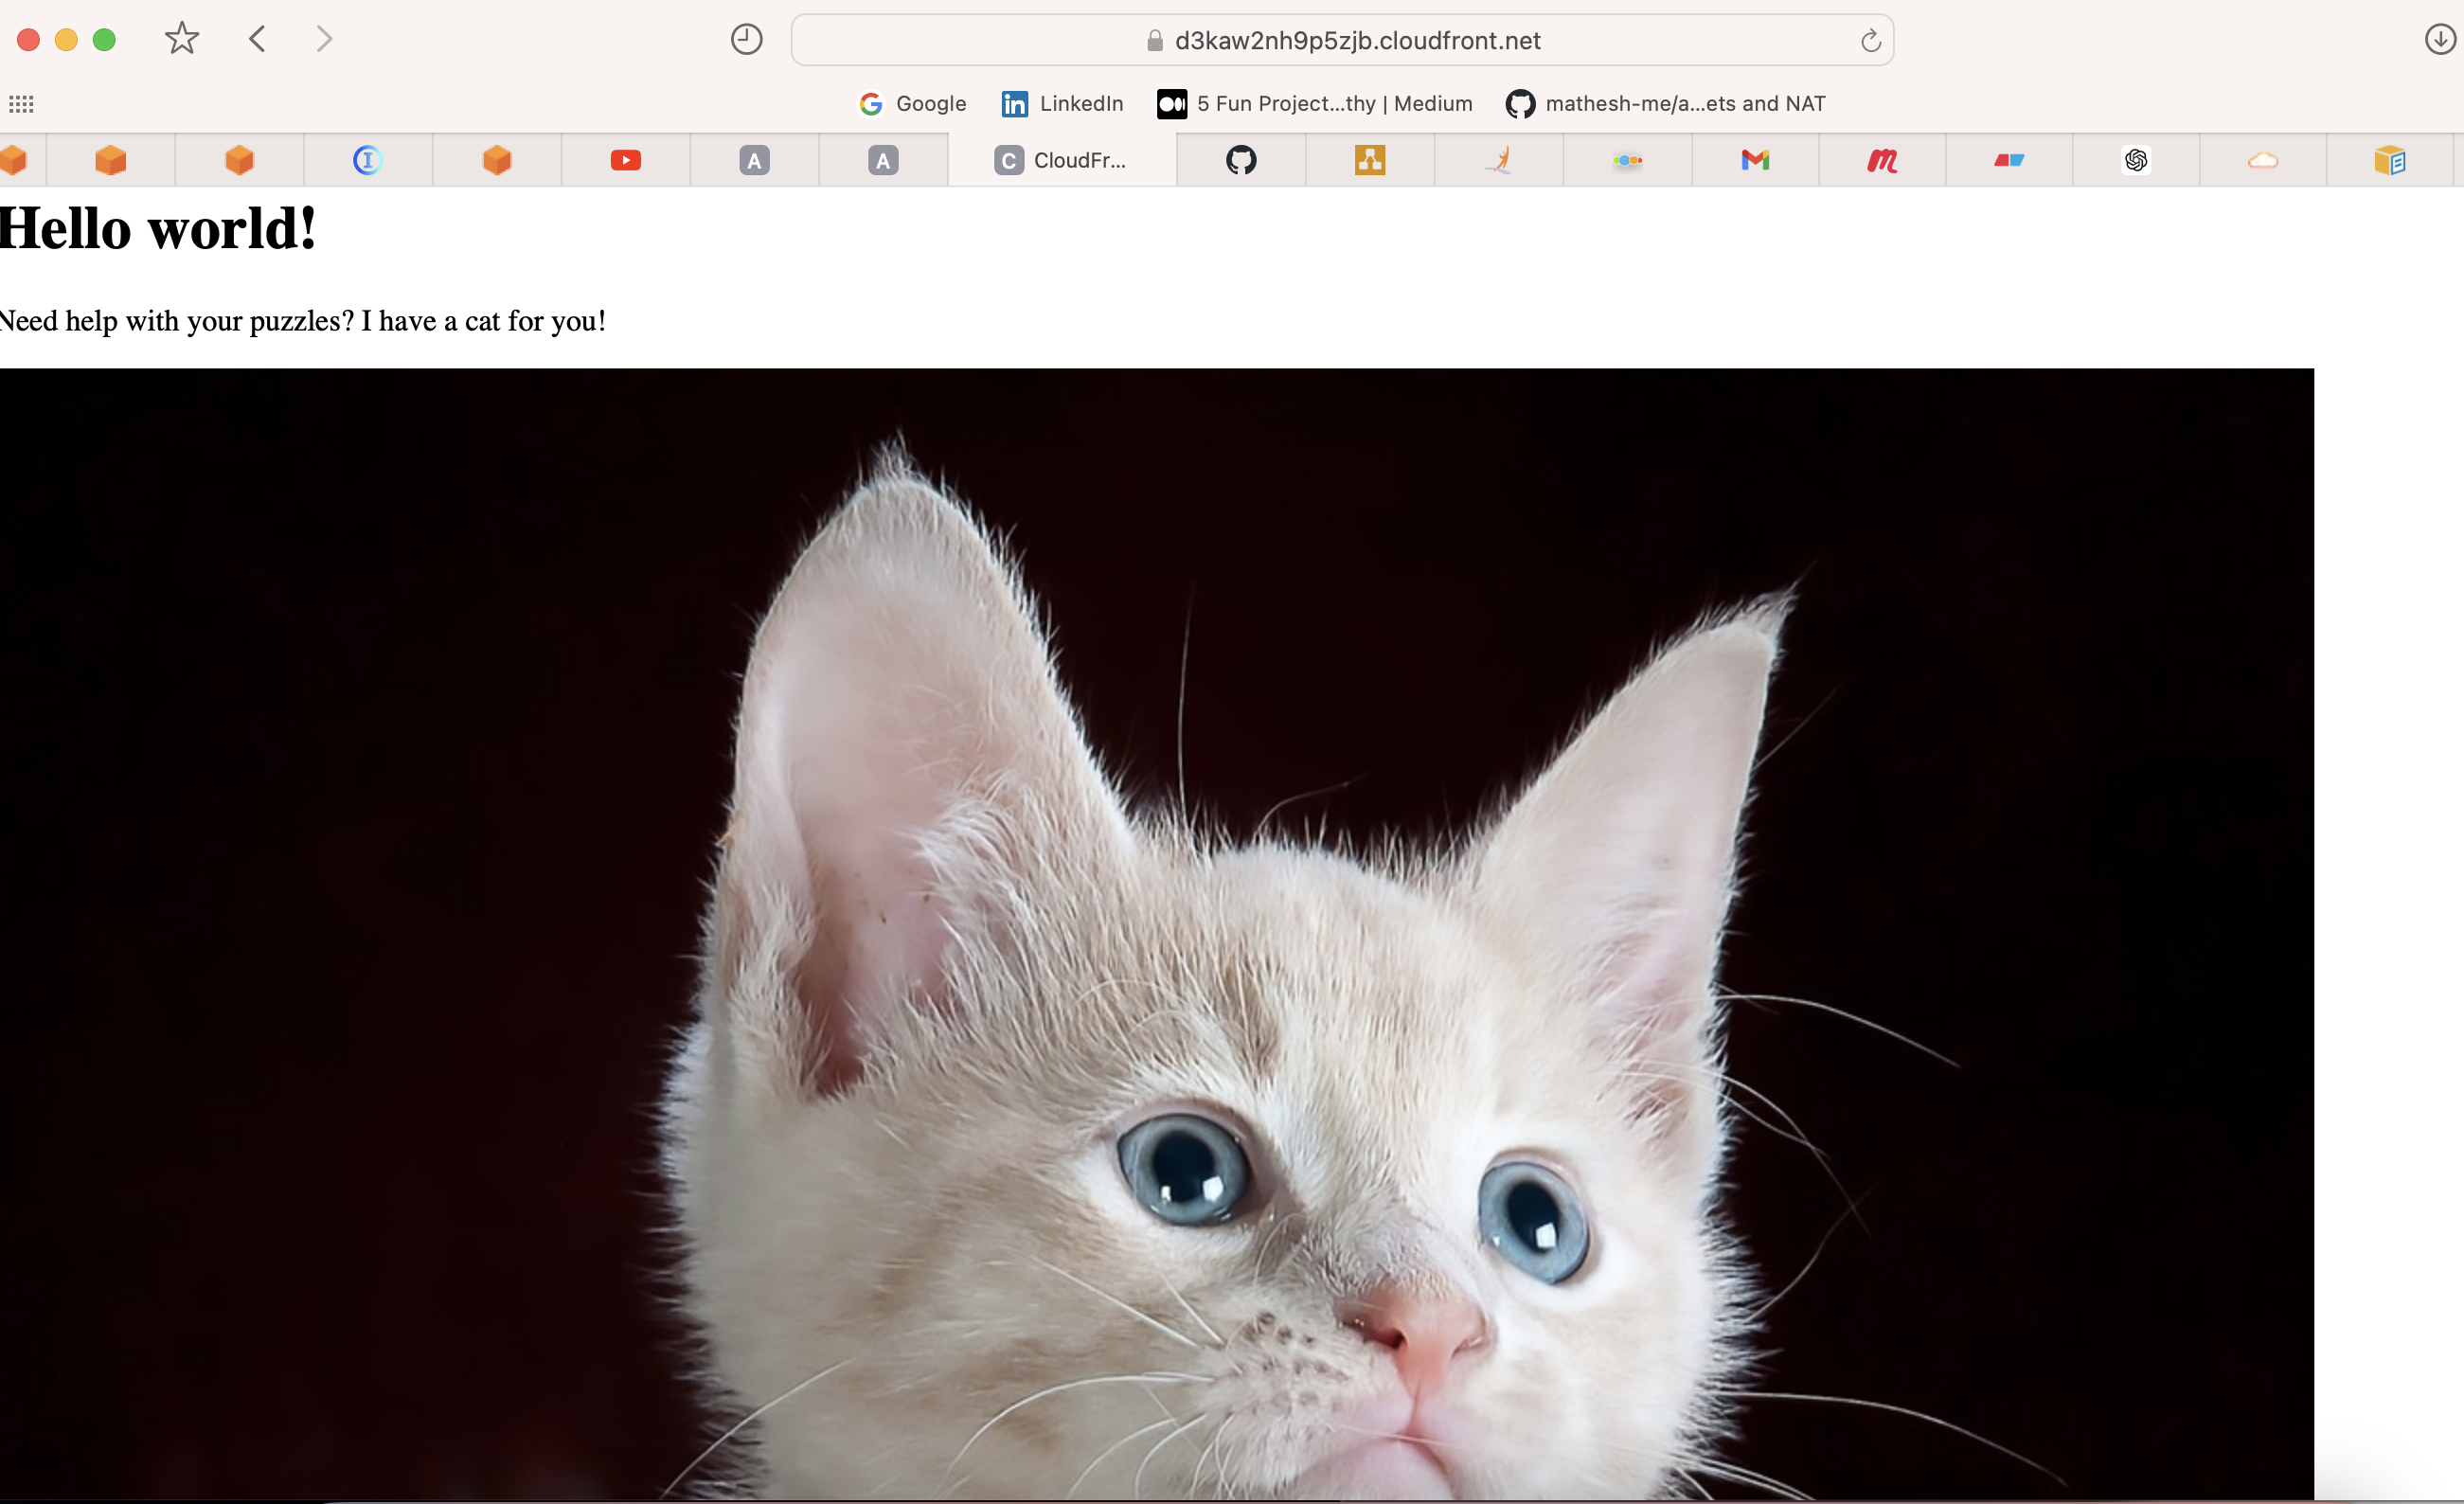 d3kaw2nh9p5zjb.cloudfront.net
Google LinkedIn 5 Fun Project...thy | Medium mathesh-me/a...ets and NAT
I A A C CloudFr...
Hello world!
Need help with your puzzles? I have a cat for you!